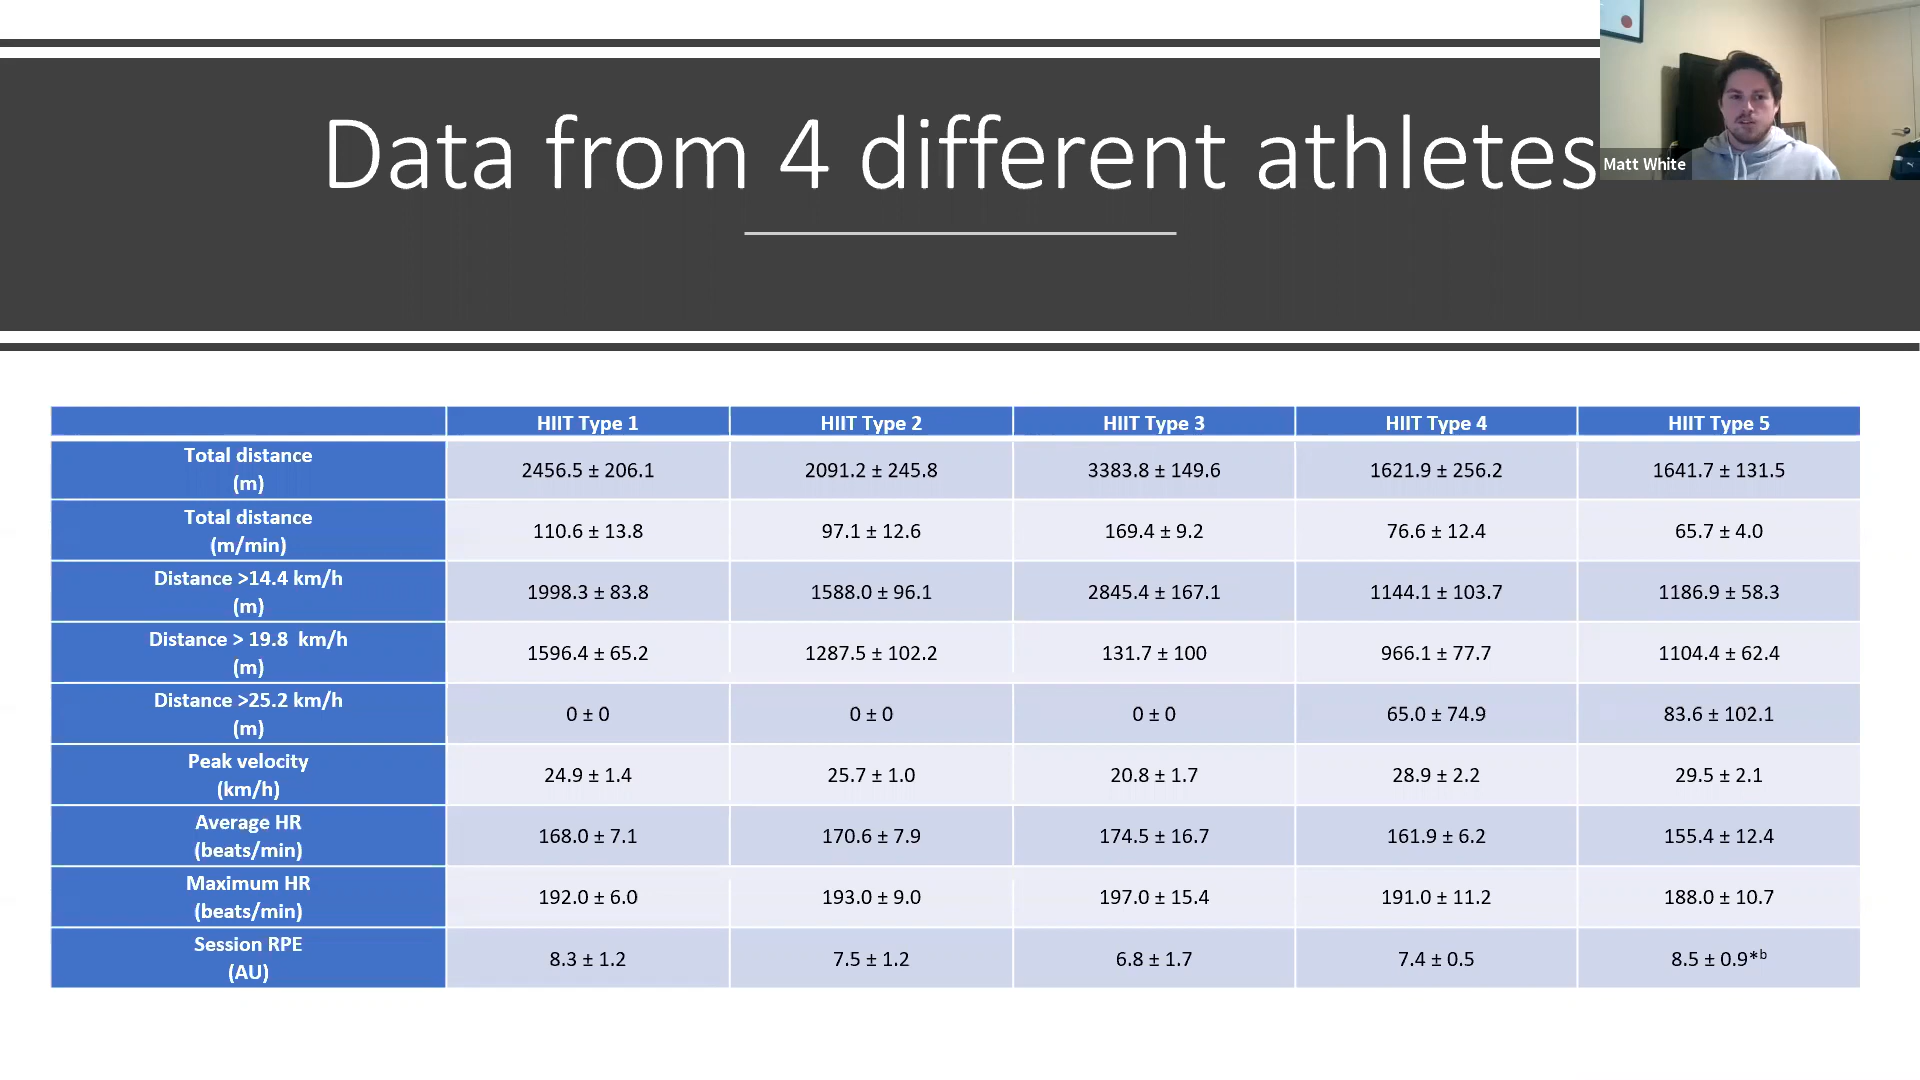 Data from 4 different athletes
Matt White
HIIT Type 1 HIIT Type 2 HIIT Type 3 HIIT Type 4 HIIT Type 5
Total distance
(m)
2456.5 ± 206.1 2091.2 ± 245.8 3383.8 ± 149.6 1621.9 ± 256.2 1641.7 ± 131.5
Total distance
(m/min)
110.6 ± 13.8 97.1 ± 12.6 169.4 ± 9.2 76.6 ± 12.4 65.7 ± 4.0
Distance >14.4 km/h
(m)
1998.3 ± 83.8 1588.0 ± 96.1 2845.4 ± 167.1 1144.1 ± 103.7 1186.9 ± 58.3
Distance > 19.8 km/h
(m)
1596.4 ± 65.2 1287.5 ± 102.2 131.7 ± 100 966.1 ± 77.7 1104.4 ± 62.4
Distance >25.2 km/h
(m)
0 ± 0 0 ± 0 0 ± 0 65.0 ± 74.9 83.6 ± 102.1
Peak velocity
(km/h)
24.9 ± 1.4 25.7 ± 1.0 20.8 ± 1.7 28.9 ± 2.2 29.5 ± 2.1
Average HR
(beats/min)
168.0 ± 7.1 170.6 ± 7.9 174.5 ± 16.7 161.9 ± 6.2 155.4 ± 12.4
Maximum HR
(beats/min)
192.0 ± 6.0 193.0 ± 9.0 197.0 ± 15.4 191.0 ± 11.2 188.0 ± 10.7
Session RPE
(AU)
8.3 ± 1.2 7.5 ± 1.2 6.8 ± 1.7 7.4 ± 0.5 8.5 ± 0.9*ᵇ